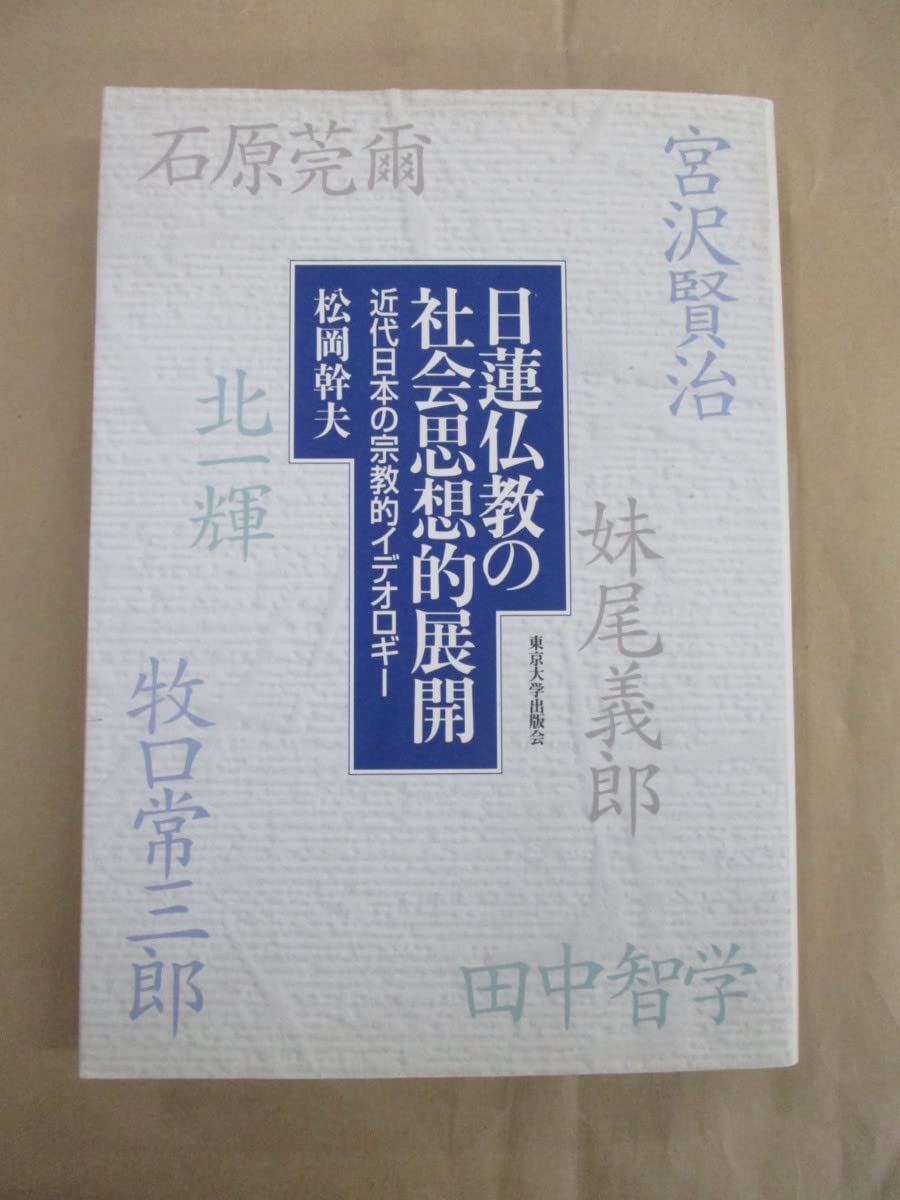 石原莞爾
宮沢賢治
日蓮仏教の
社会思想的展開
近代日本の宗教的イデオロギー
松岡幹夫
北一輝
妹尾義郎
東京大学出版会
牧口常三郎
田中智学